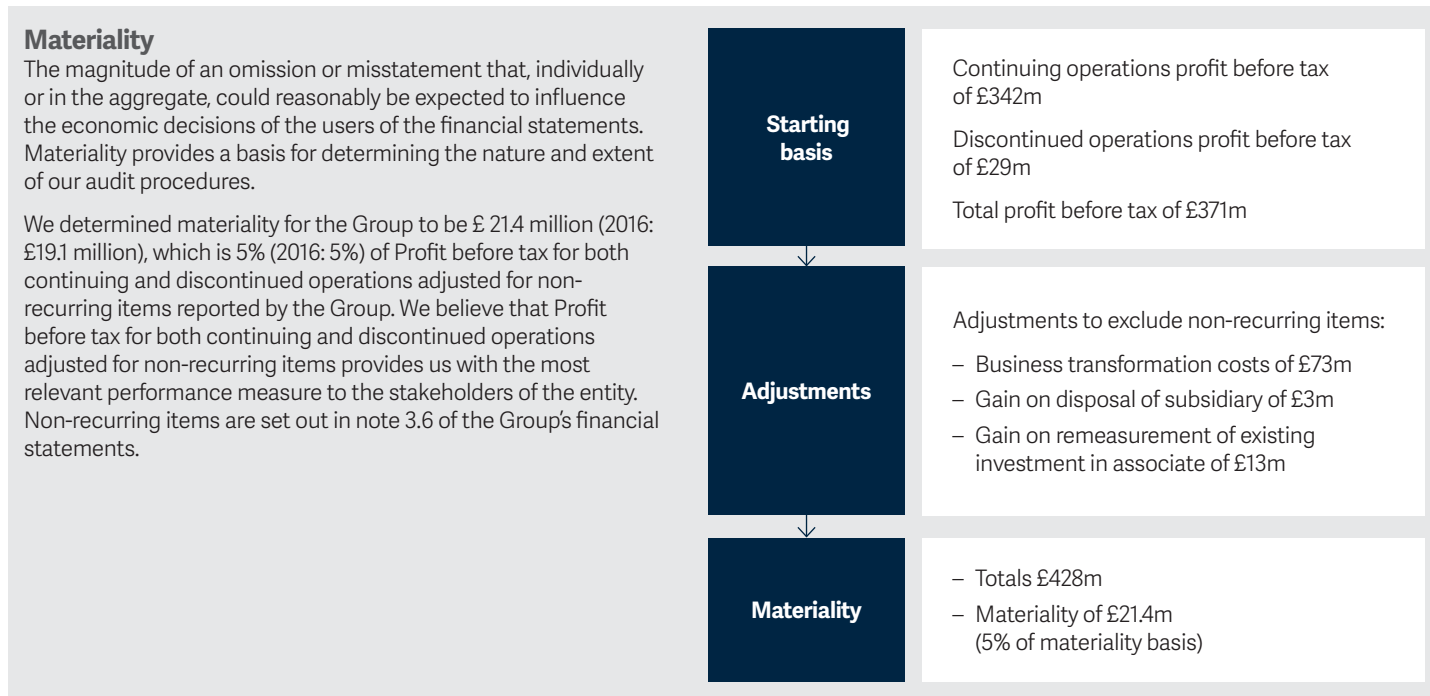 Materiality
The magnitude of an omission or misstatement that, individually
or in the aggregate, could reasonably be expected to influence
the economic decisions of the users of the financial statements.
Materiality provides a basis for determining the nature and extent
of our audit procedures.
We determined materiality for the Group to be £ 21.4 million (2016:
£19.1 million), which is 5% (2016: 5%) of Profit before tax for both
continuing and discontinued operations adjusted for non-
recurring items reported by the Group. We believe that Profit
before tax for both continuing and discontinued operations
adjusted for non-recurring items provides us with the most
relevant performance measure to the stakeholders of the entity.
Non-recurring items are set out in note 3.6 of the Group’s financial
statements.
Starting
basis
Continuing operations profit before tax
of £342m
Discontinued operations profit before tax
of £29m
Total profit before tax of £371m
Adjustments
Adjustments to exclude non-recurring items:
– Business transformation costs of £73m
– Gain on disposal of subsidiary of £3m
– Gain on remeasurement of existing
investment in associate of £13m
Materiality
– Totals £428m
– Materiality of £21.4m
(5% of materiality basis)